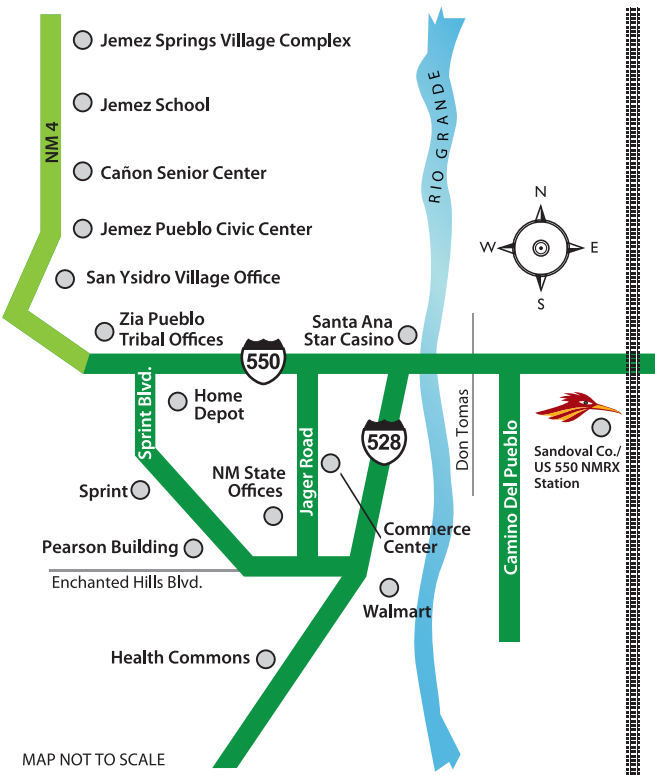 Jemez Springs Village Complex
Jemez School
NM 4
RIO GRANDE
Cañon Senior Center
N
W
E
S
Jemez Pueblo Civic Center
San Ysidro Village Office
Zia Pueblo
Tribal Offices
Santa Ana
Star Casino
550
Sprint Blvd.
Home
Depot
Jager Road
528
Don Tomas
Camino Del Pueblo
Sandoval Co./
US 550 NMRX
Station
NM State
Offices
Sprint
Commerce
Center
Pearson Building
Enchanted Hills Blvd.
Walmart
Health Commons
MAP NOT TO SCALE